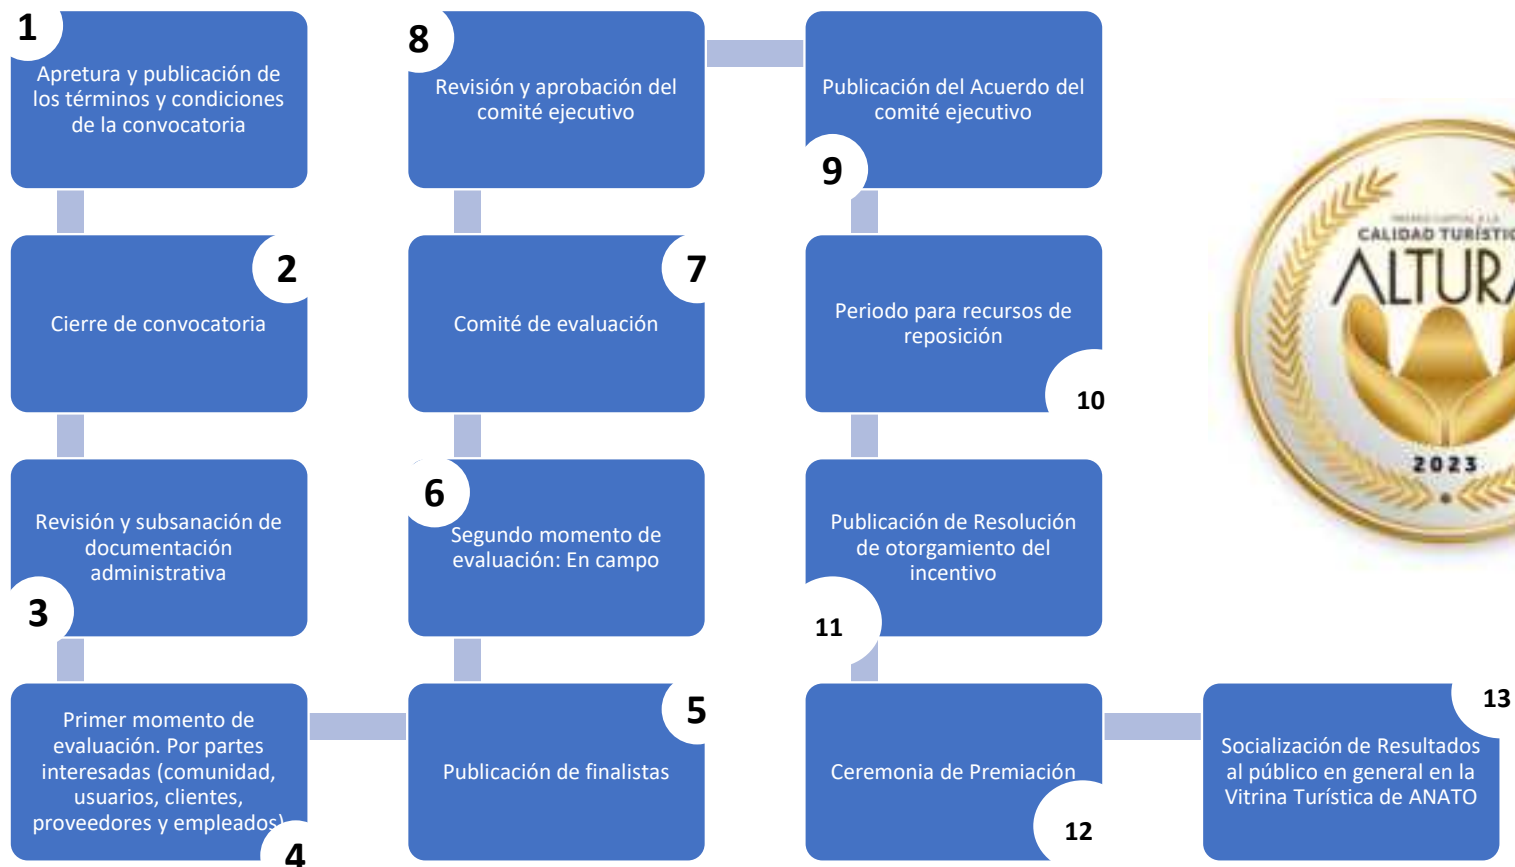 1
Apretura y publicación de
los términos y condiciones
de la convocatoria
2
Cierre de convocatoria
Revisión y subsanación de
documentación
administrativa
3
Primer momento de
evaluación. Por partes
interesadas (comunidad,
usuarios, clientes,
proveedores y empleados)
4
5
Publicación de finalistas
6
Segundo momento de
evaluación: En campo
7
Comité de evaluación
8
Revisión y aprobación del
comité ejecutivo
Publicación del Acuerdo del
comité ejecutivo
9
Periodo para recursos de
reposición
10
Publicación de Resolución
de otorgamiento del
incentivo
11
Ceremonia de Premiación
12
13
Socialización de Resultados
al público en general en la
Vitrina Turística de ANATO
CALIDAD TURÍSTIC
ALTURA
2023